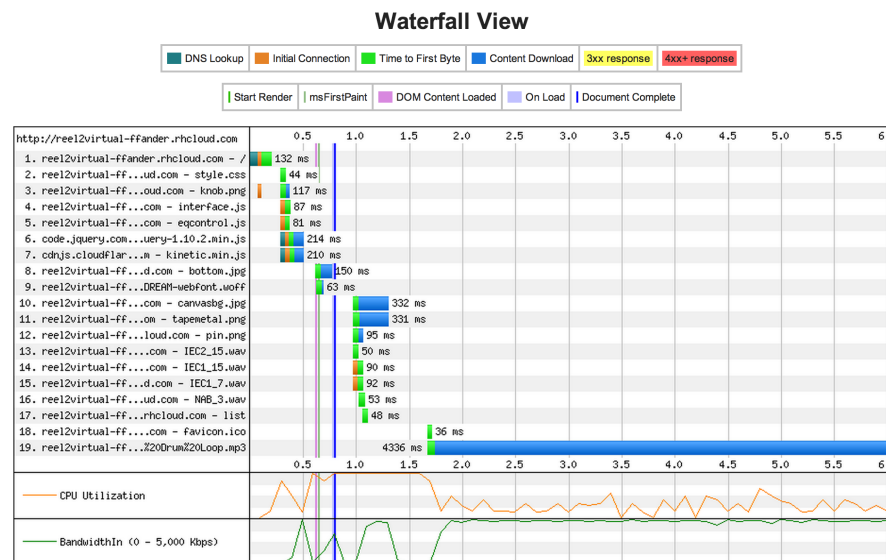 Waterfall View
DNS Lookup Initial Connection Time to First Byte Content Download 3xx response 4xx+ response
Start Render msFirstPaint DOM Content Loaded On Load Document Complete
http://reel2virtual-ffander.rhcloud.com 0.5 1.0 1.5 2.0 2.5 3.0 3.5 4.0 4.5 5.0 5.5 6
1. reel2virtual-ffander.rhcloud.com - / 132 ms
2. reel2virtual-ff...ud.com - style.css 44 ms
3. reel2virtual-ff...oud.com - knob.png 117 ms
4. reel2virtual-ff...com - interface.js 87 ms
5. reel2virtual-ff...com - eqcontrol.js 81 ms
6. code.jquery.com...uery-1.10.2.min.js 214 ms
7. cdnjs.cloudflar...m - kinetic.min.js 210 ms
8. reel2virtual-ff...d.com - bottom.jpg 150 ms
9. reel2virtual-ff...DREAM-webfont.woff 63 ms
10. reel2virtual-ff...com - canvasbg.jpg 332 ms
11. reel2virtual-ff...om - tapemetal.png 331 ms
12. reel2virtual-ff...loud.com - pin.png 95 ms
13. reel2virtual-ff....com - IEC2_15.wav 50 ms
14. reel2virtual-ff....com - IEC1_15.wav 90 ms
15. reel2virtual-ff...d.com - IEC1_7.wav 92 ms
16. reel2virtual-ff...ud.com - NAB_3.wav 53 ms
17. reel2virtual-ff...rhcloud.com - list 48 ms
18. reel2virtual-ff....com - favicon.ico 36 ms
19. reel2virtual-ff...%20Drum%20Loop.mp3 4336 ms
0.5 1.0 1.5 2.0 2.5 3.0 3.5 4.0 4.5 5.0 5.5 6
CPU Utilization
BandwidthIn (0 - 5,000 Kbps)